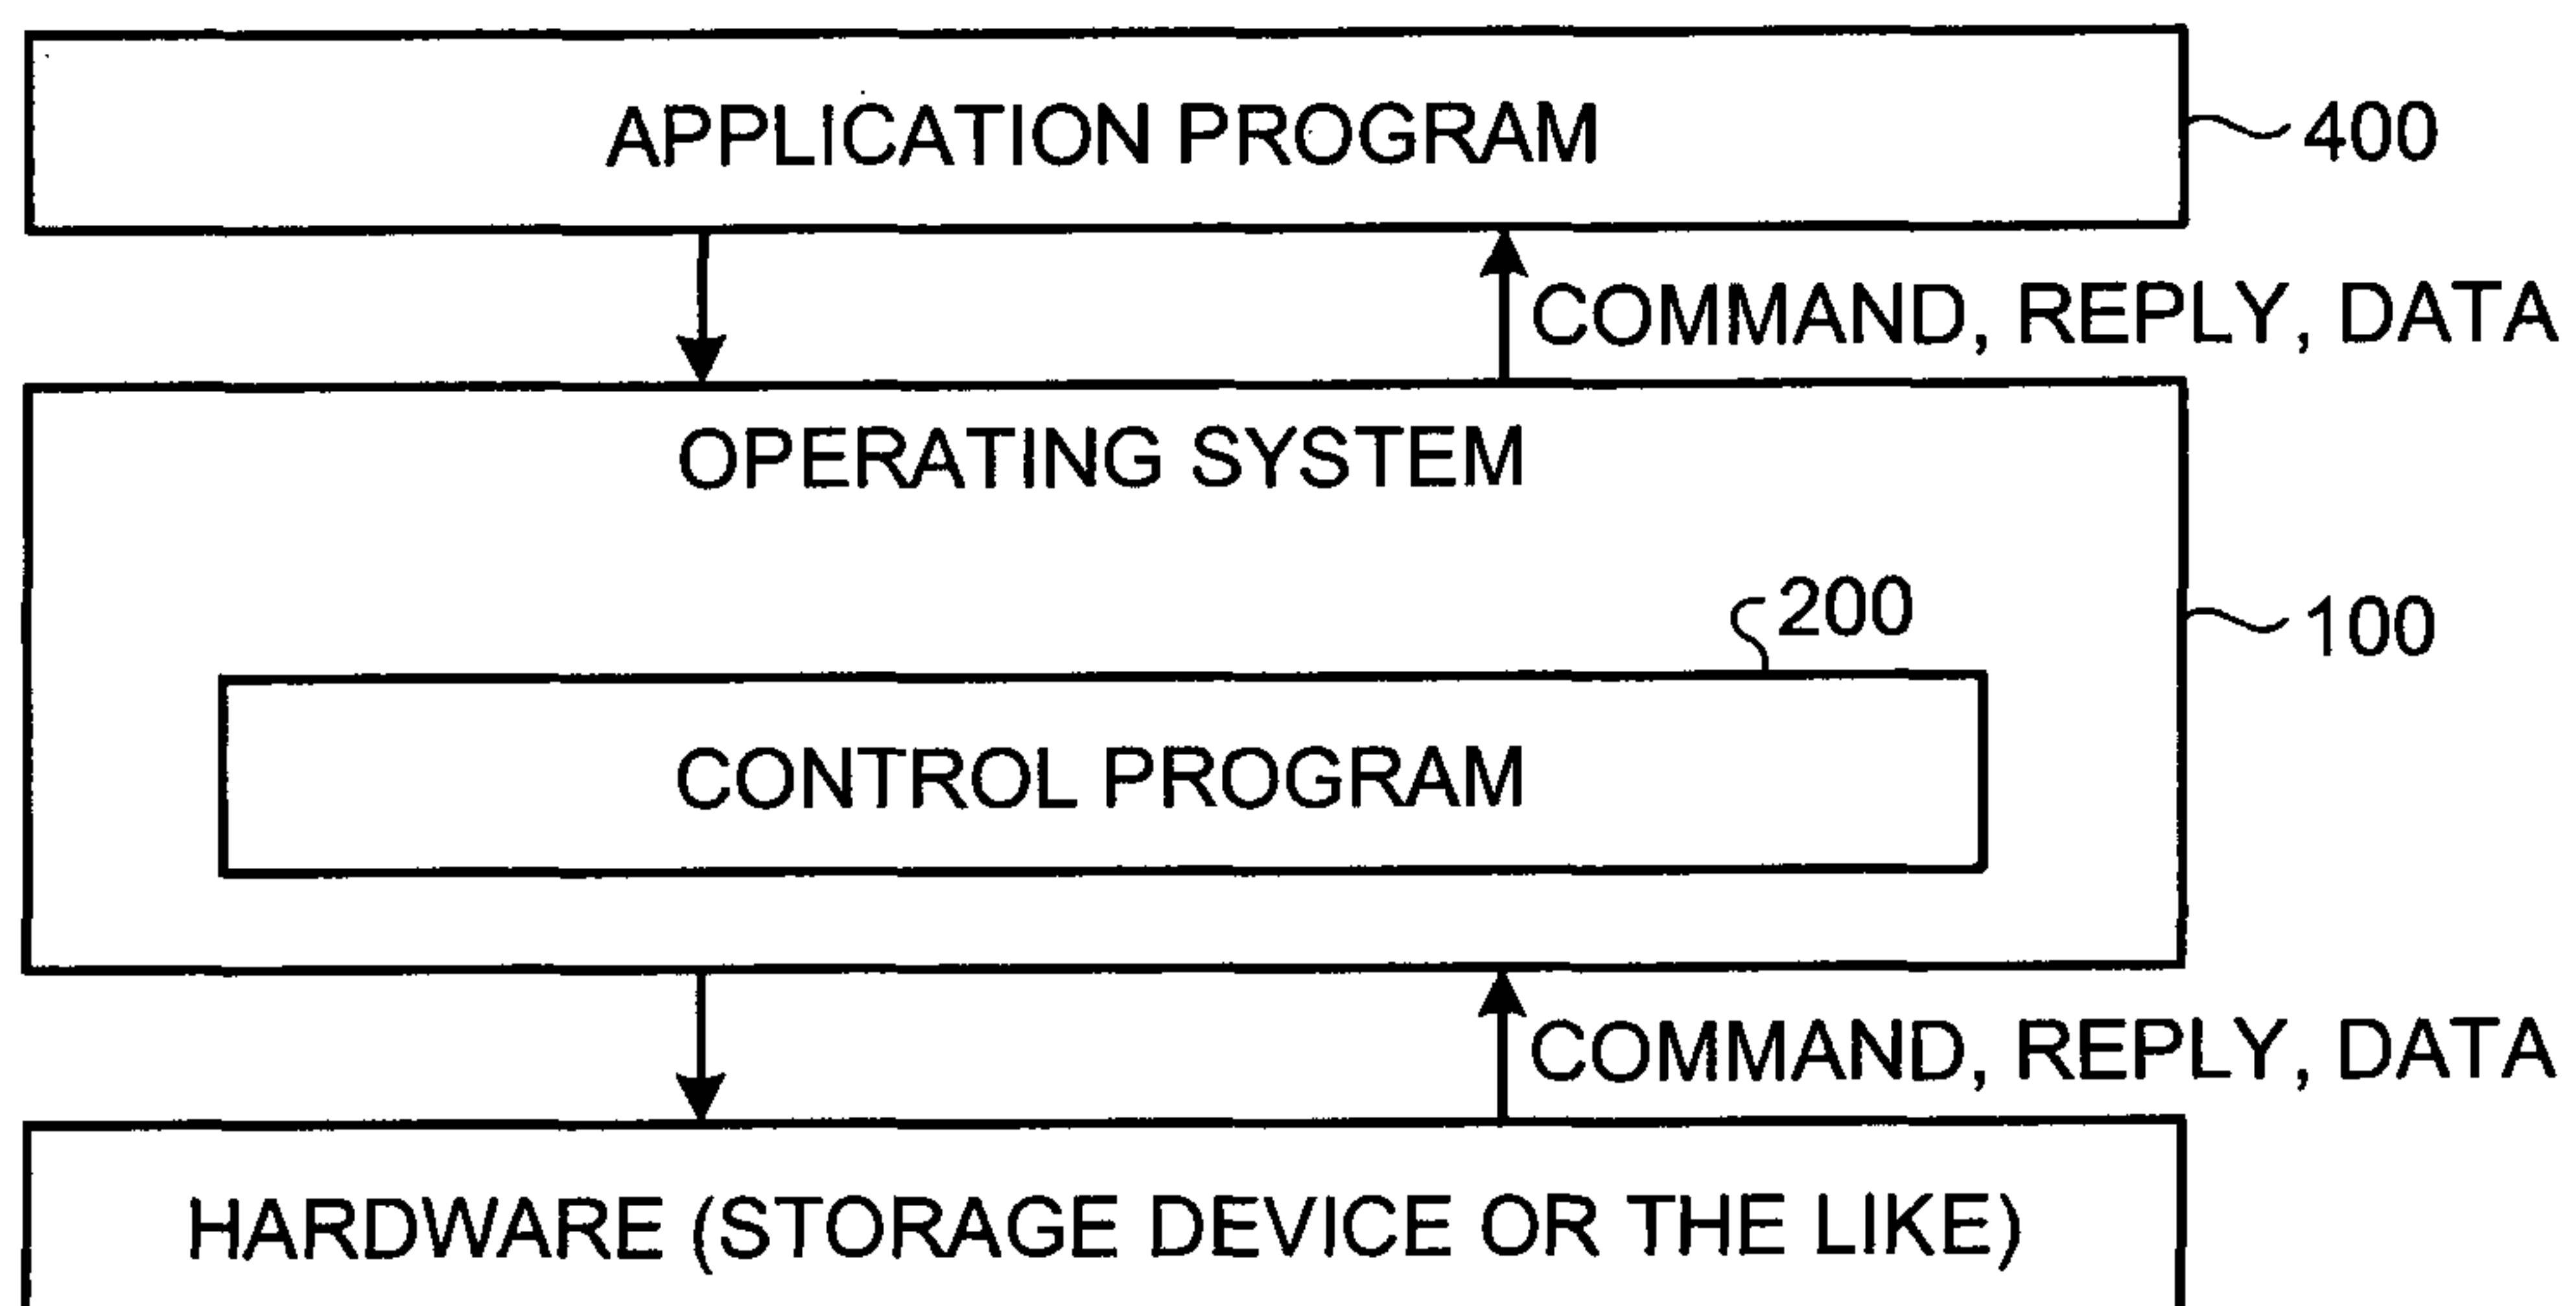 APPLICATION PROGRAM
400
COMMAND, REPLY, DATA
OPERATING SYSTEM
200
100
CONTROL PROGRAM
COMMAND, REPLY, DATA
HARDWARE (STORAGE DEVICE OR THE LIKE)